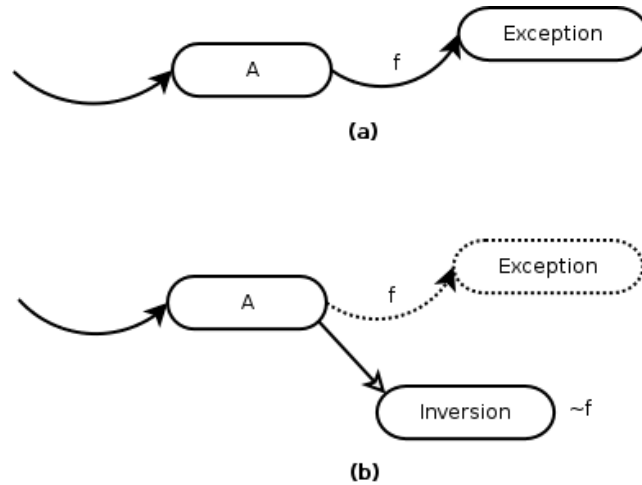 Exception
A
f
(a)
Exception
A
f
Inversion
~f
(b)